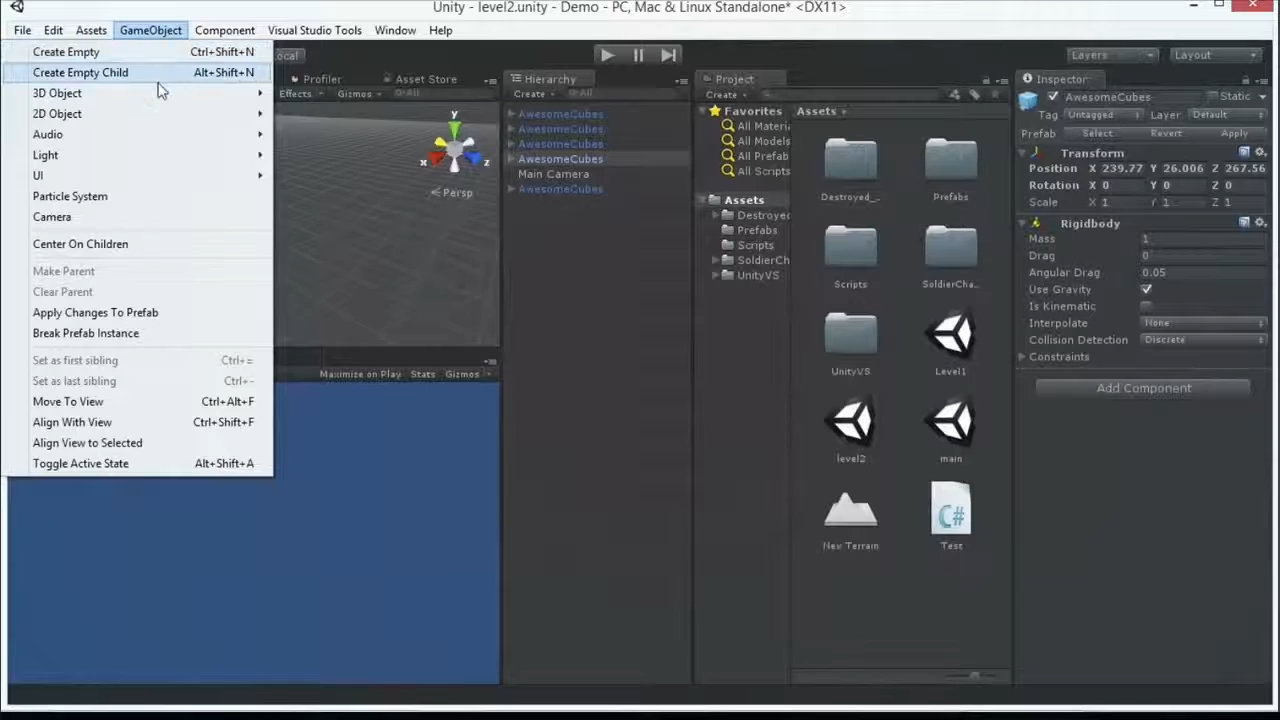 Unity - level2.unity - Demo - PC, Mac & Linux Standalone* <DX11>
File Edit Assets GameObject Component Visual Studio Tools Window Help
Create Empty Ctrl+Shift+N
Create Empty Child Alt+Shift+N
3D Object
2D Object
Audio
Light
UI
Particle System
Camera
Center On Children
Make Parent
Clear Parent
Apply Changes To Prefab
Break Prefab Instance
Set as first sibling Ctrl+=
Set as last sibling Ctrl+-
Move To View Ctrl+Alt+F
Align With View Ctrl+Shift+F
Align View to Selected
Toggle Active State Alt+Shift+A
ocal
Layers Layout
Profiler Asset Store
Effects Gizmos All
y
x z
Persp
Maximize on Play Stats Gizmos
Hierarchy
Create All
AwesomeCubes
AwesomeCubes
AwesomeCubes
AwesomeCubes
Main Camera
AwesomeCubes
Project
Create
Favorites
All Materi
All Models
All Prefab
All Scripts
Assets
Destroyed
Prefabs
Scripts
SoldierCh
UnityVS
Assets
Destroyed_... Prefabs
Scripts SoldierCha...
UnityVS Level1
level2 main
C#
New Terrain Test
Inspector
AwesomeCubes Static
Tag Untagged Layer Default
Prefab Select Revert Apply
Transform
Position X 239.77 Y 26.006 Z 267.56
Rotation X 0 Y 0 Z 0
Scale X 1 Y 1 Z 1
Rigidbody
Mass 1
Drag 0
Angular Drag 0.05
Use Gravity
Is Kinematic
Interpolate None
Collision Detection Discrete
Constraints
Add Component